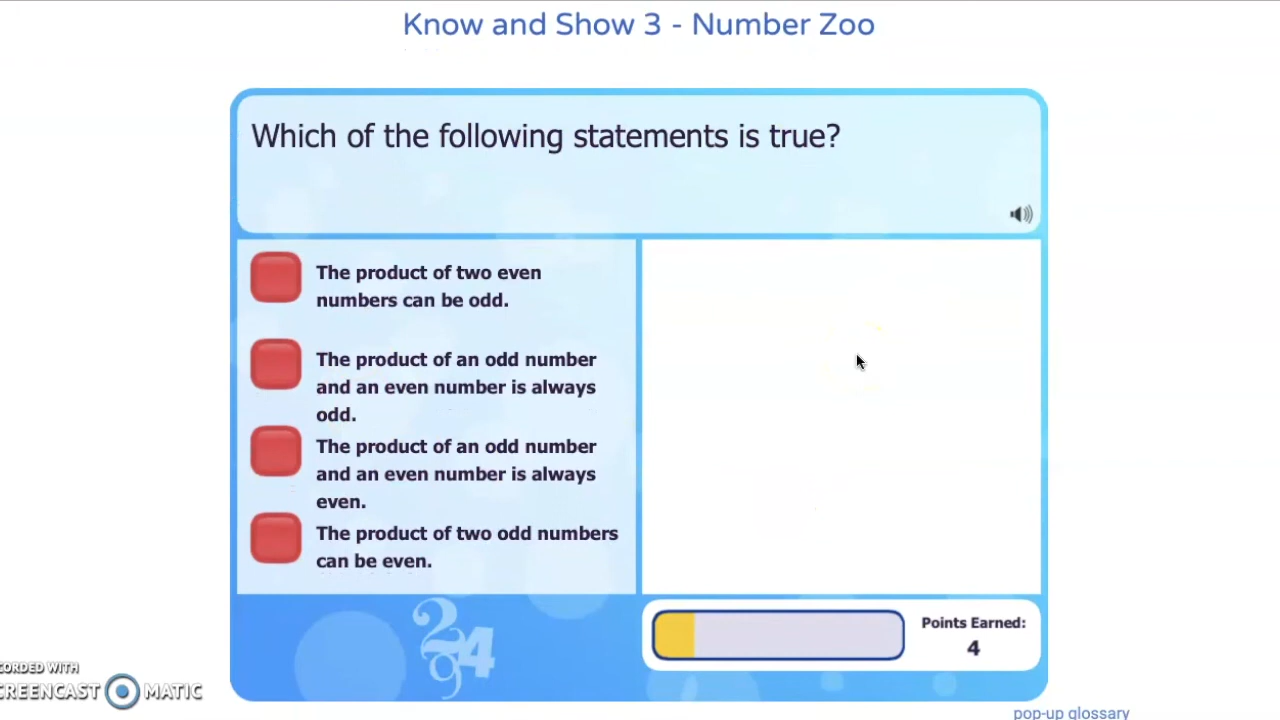 Know and Show 3 - Number Zoo
Which of the following statements is true?
The product of two even
numbers can be odd.
The product of an odd number
and an even number is always
odd.
The product of an odd number
and an even number is always
even.
The product of two odd numbers
can be even.
2
4
9
Points Earned:
4
CORDED WITH
CREENCAST MATIC
pop-up glossary